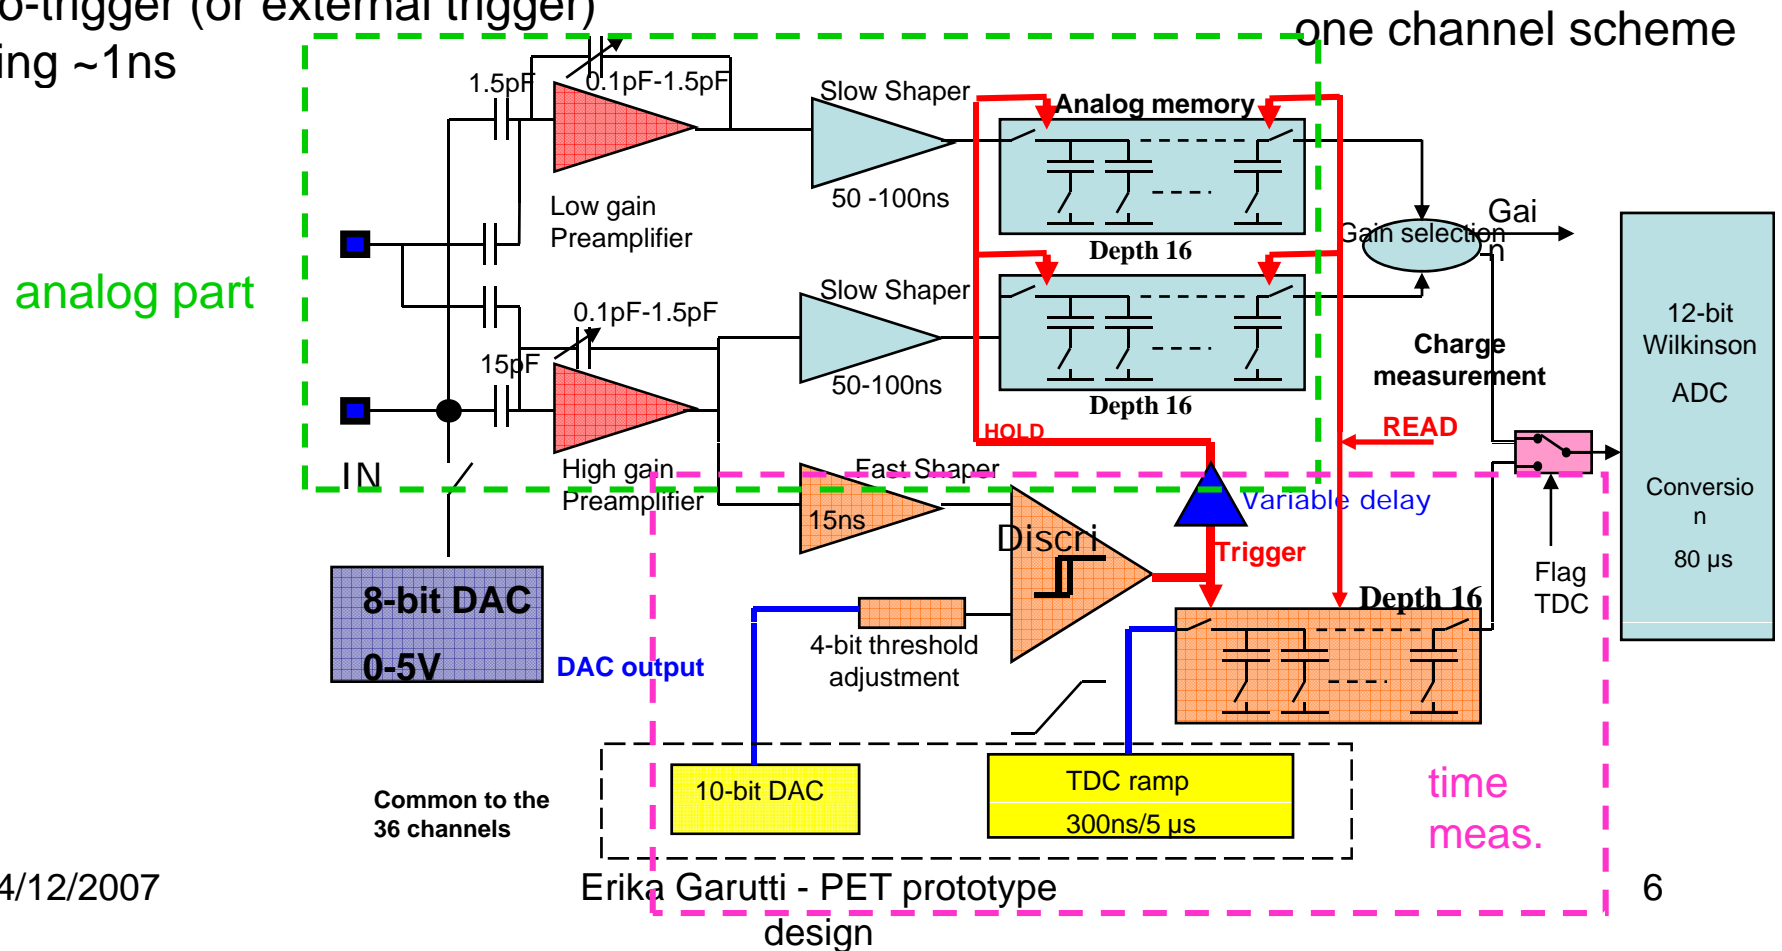 o-trigger (or external trigger)
ing ~1ns
one channel scheme
1.5pF
0.1pF-1.5pF
Slow Shaper
Analog memory
50 -100ns
Low gain
Preamplifier
Depth 16
Gain selection
Gai
n
analog part
Slow Shaper
0.1pF-1.5pF
15pF
50-100ns
Depth 16
Charge
measurement
12-bit
Wilkinson
ADC
Conversio
n
80 µs
HOLD
READ
IN
High gain
Preamplifier
Fast Shaper
15ns
Discri
Variable delay
Trigger
Flag
TDC
8-bit DAC
0-5V
DAC output
4-bit threshold
adjustment
Depth 16
Common to the
36 channels
10-bit DAC
TDC ramp
300ns/5 µs
time
meas.
4/12/2007
Erika Garutti - PET prototype
design
6